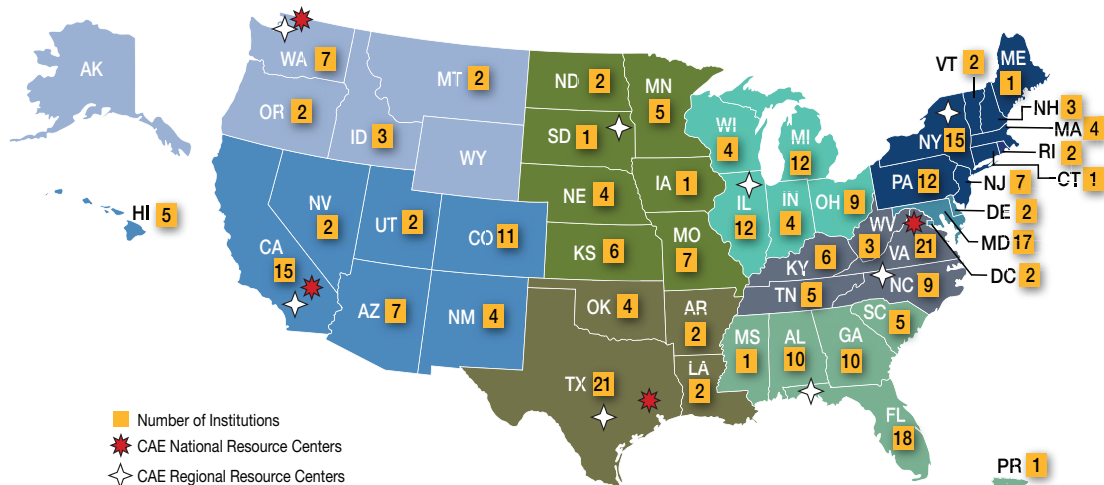 AK
WA 7
OR 2
ID 3
MT 2
WY
HI 5
CA
15
NV
2
UT 2
CO 11
AZ 7
NM 4
ND 2
SD 1
NE 4
KS 6
MN
5
IA 1
MO
7
OK 4
TX 21
AR
2
LA
2
WI
4
MI
12
IL
12
IN
4
OH 9
KY 6
TN 5
WV
3
VA 21
NC 9
MS
1
AL
10
GA
10
SC
5
FL
18
PR 1
NY 15
PA 12
VT 2
ME
1
NH 3
MA 4
RI 2
CT 1
NJ 7
DE 2
MD 17
DC 2
Number of Institutions
CAE National Resource Centers
CAE Regional Resource Centers